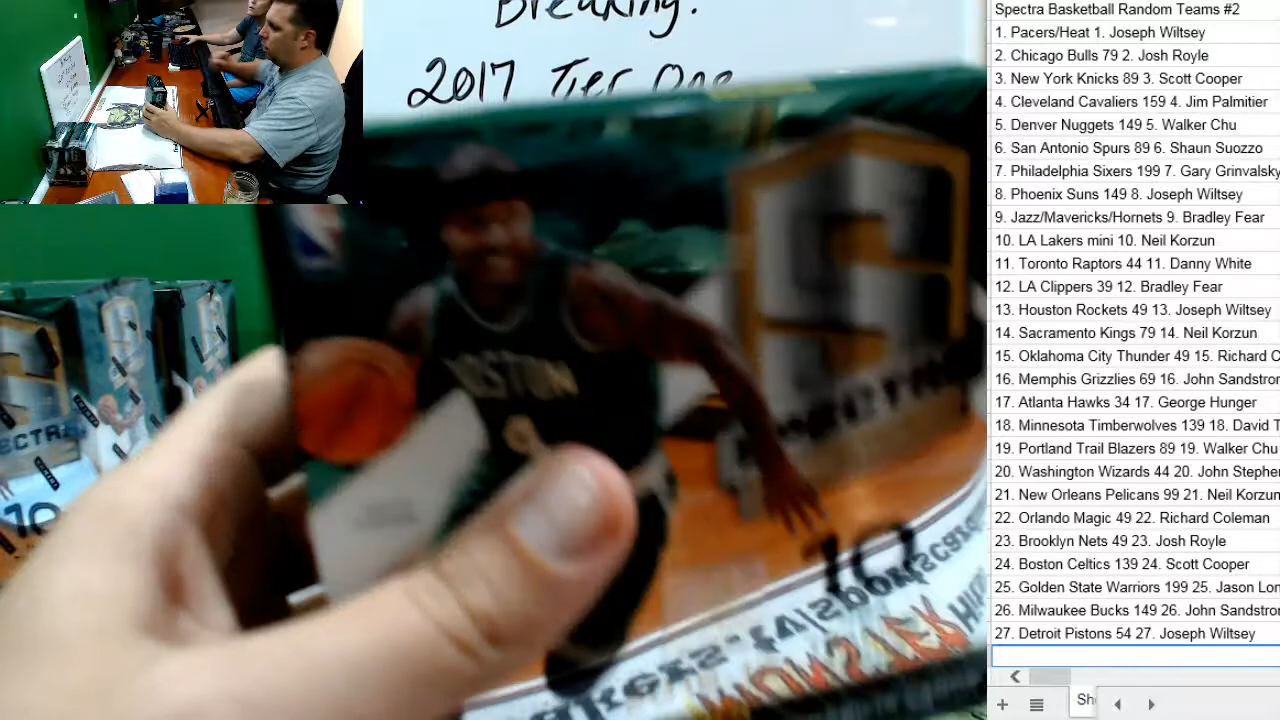 Breaking!
2017 Tier One
BOSTON
SPECTRA
10
10
MONSTER
Spectra Basketball Random Teams #2
1. Pacers/Heat 1. Joseph Wiltsey
2. Chicago Bulls 79 2. Josh Royle
3. New York Knicks 89 3. Scott Cooper
4. Cleveland Cavaliers 159 4. Jim Palmitier
5. Denver Nuggets 149 5. Walker Chu
6. San Antonio Spurs 89 6. Shaun Suozzo
7. Philadelphia Sixers 199 7. Gary Grinvalsky
8. Phoenix Suns 149 8. Joseph Wiltsey
9. Jazz/Mavericks/Hornets 9. Bradley Fear
10. LA Lakers mini 10. Neil Korzun
11. Toronto Raptors 44 11. Danny White
12. LA Clippers 39 12. Bradley Fear
13. Houston Rockets 49 13. Joseph Wiltsey
14. Sacramento Kings 79 14. Neil Korzun
15. Oklahoma City Thunder 49 15. Richard C
16. Memphis Grizzlies 69 16. John Sandstron
17. Atlanta Hawks 34 17. George Hunger
18. Minnesota Timberwolves 139 18. David T
19. Portland Trail Blazers 89 19. Walker Chu
20. Washington Wizards 44 20. John Stephen
21. New Orleans Pelicans 99 21. Neil Korzun
22. Orlando Magic 49 22. Richard Coleman
23. Brooklyn Nets 49 23. Josh Royle
24. Boston Celtics 139 24. Scott Cooper
25. Golden State Warriors 199 25. Jason Lon
26. Milwaukee Bucks 149 26. John Sandstro
27. Detroit Pistons 54 27. Joseph Wiltsey
She